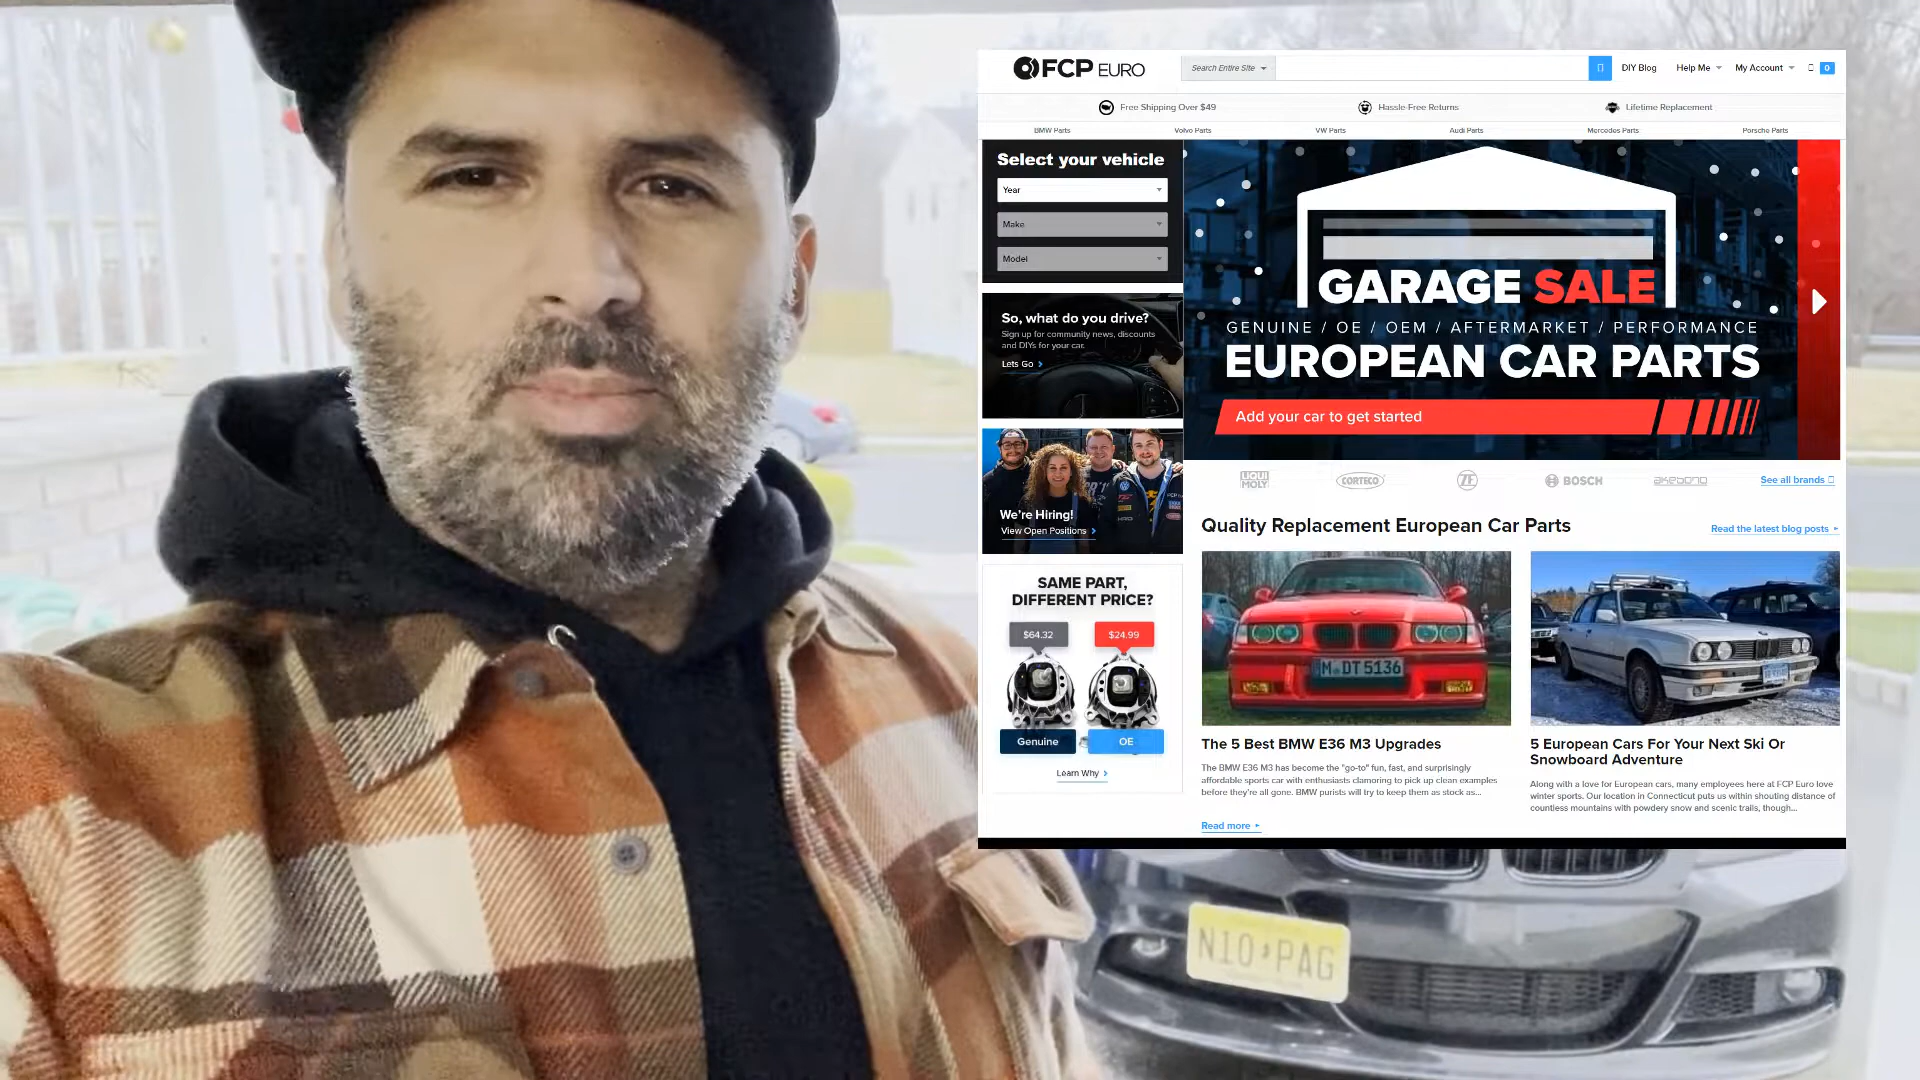 FCP EURO
Search Entire Site
DIY Blog
Help Me
My Account
0
Free Shipping Over $49
Hassle-Free Returns
Lifetime Replacement
BMW Parts
Volvo Parts
VW Parts
Audi Parts
Mercedes Parts
Porsche Parts
Select your vehicle
Year
Make
Model
So, what do you drive?
Sign up for community news, discounts
and DIYs for your car.
Lets Go
We're Hiring!
View Open Positions
SAME PART,
DIFFERENT PRICE?
$64.32
$24.99
Genuine
OE
Learn Why
GARAGE SALE
GENUINE / OE / OEM / AFTERMARKET / PERFORMANCE
EUROPEAN CAR PARTS
Add your car to get started
LIQUI
MOLY
CORTECO
ZF
BOSCH
akebono
See all brands
Quality Replacement European Car Parts
Read the latest blog posts
M DT 5136
The 5 Best BMW E36 M3 Upgrades
The BMW E36 M3 has become the "go-to" fun, fast, and surprisingly
affordable sports car with enthusiasts clamoring to pick up clean examples
before they're all gone. BMW purists will try to keep them as stock as...
Read more
5 European Cars For Your Next Ski Or
Snowboard Adventure
Along with a love for European cars, many employees here at FCP Euro love
winter sports. Our location in Connecticut puts us within shouting distance of
countless mountains with powdery snow and scenic trails, though...
N10 PAG